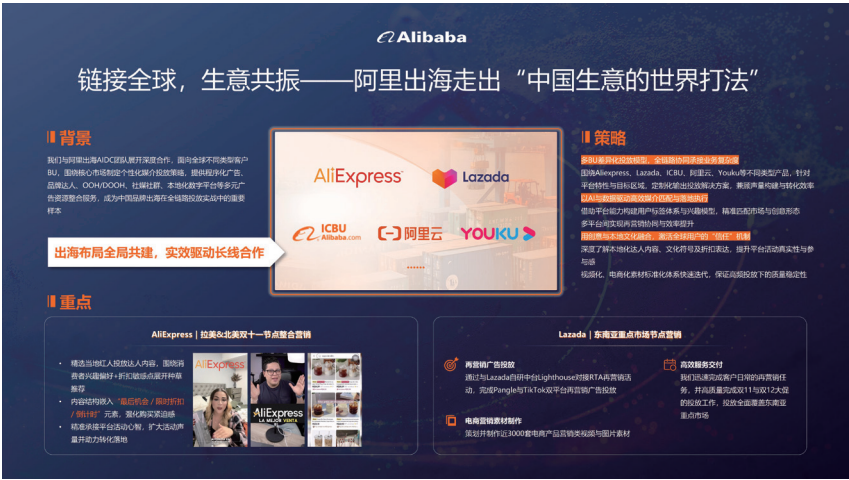 Alibaba
链接全球，生意共振——阿里出海走出“中国生意的世界打法”
背景
我们与阿里出海AIDC团队展开深度合作，面向全球不同类型客户
BU，围绕核心市场制定个性化媒介投放策略，提供程序化广告、
品牌达人、OOH/DOOH、社媒社群、本地化数字平台等多元广
告资源整合服务，成为中国品牌出海在全链路投放实战中的重要
样本
出海布局全局共建，实效驱动长线合作
AliExpress
Lazada
ICBU
Alibaba.com
阿里云
YOUKU
......
策略
多BU差异化投放模型，全链路协同承接业务复杂度
围绕Aliexpress、Lazada、ICBU、阿里云、Youku等不同类型产品，针对
平台特性与目标区域，定制化输出投放解决方案，兼顾声量构建与转化效率
以AI与数据驱动高效媒介匹配与落地执行
借助平台能力构建用户标签体系与兴趣模型，精准匹配市场与创意形态
多平台间实现再营销协同与效率提升
用创意与本地文化融合，激活全球用户的“信任”机制
深度了解本地化达人内容、文化符号及折扣表达，提升平台活动真实性与参
与感
视频化、电商化素材标准化体系快速迭代，保证高频投放下的质量稳定性
重点
AliExpress｜拉美&北美双十一节点整合营销
• 精选当地红人投放达人内容，围绕消
费者兴趣偏好+折扣敏感点展开种草
推荐
• 内容结构嵌入“最后机会 / 限时折扣
/ 倒计时”元素，强化购买紧迫感
• 精准承接平台活动心智，扩大活动声
量并助力转化落地
AliExpress
AliExpress
LA MEJOR VENTA
Lazada｜东南亚重点市场节点营销
再营销广告投放
通过与Lazada自研中台Lighthouse对接RTA再营销活
动，完成Pangle与TikTok双平台再营销广告投放
电商营销素材制作
策划并制作近3000套电商产品营销类视频与图片素材
高效服务交付
我们迅速完成客户日常的再营销任
务，并高质量完成双11与双12大促
的投放工作，投放全面覆盖东南亚
重点市场